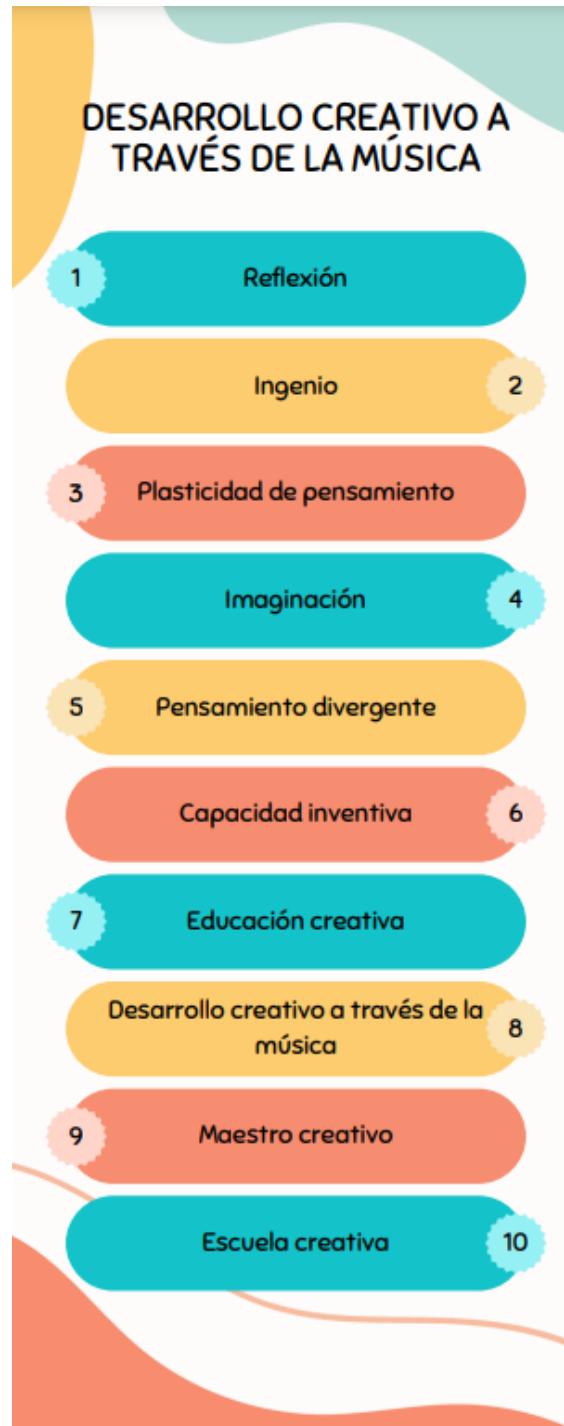 DESARROLLO CREATIVO A
TRAVÉS DE LA MÚSICA
1 Reflexión
Ingenio 2
3 Plasticidad de pensamiento
Imaginación 4
5 Pensamiento divergente
Capacidad inventiva 6
7 Educación creativa
Desarrollo creativo a través de la
música 8
9 Maestro creativo
Escuela creativa 10